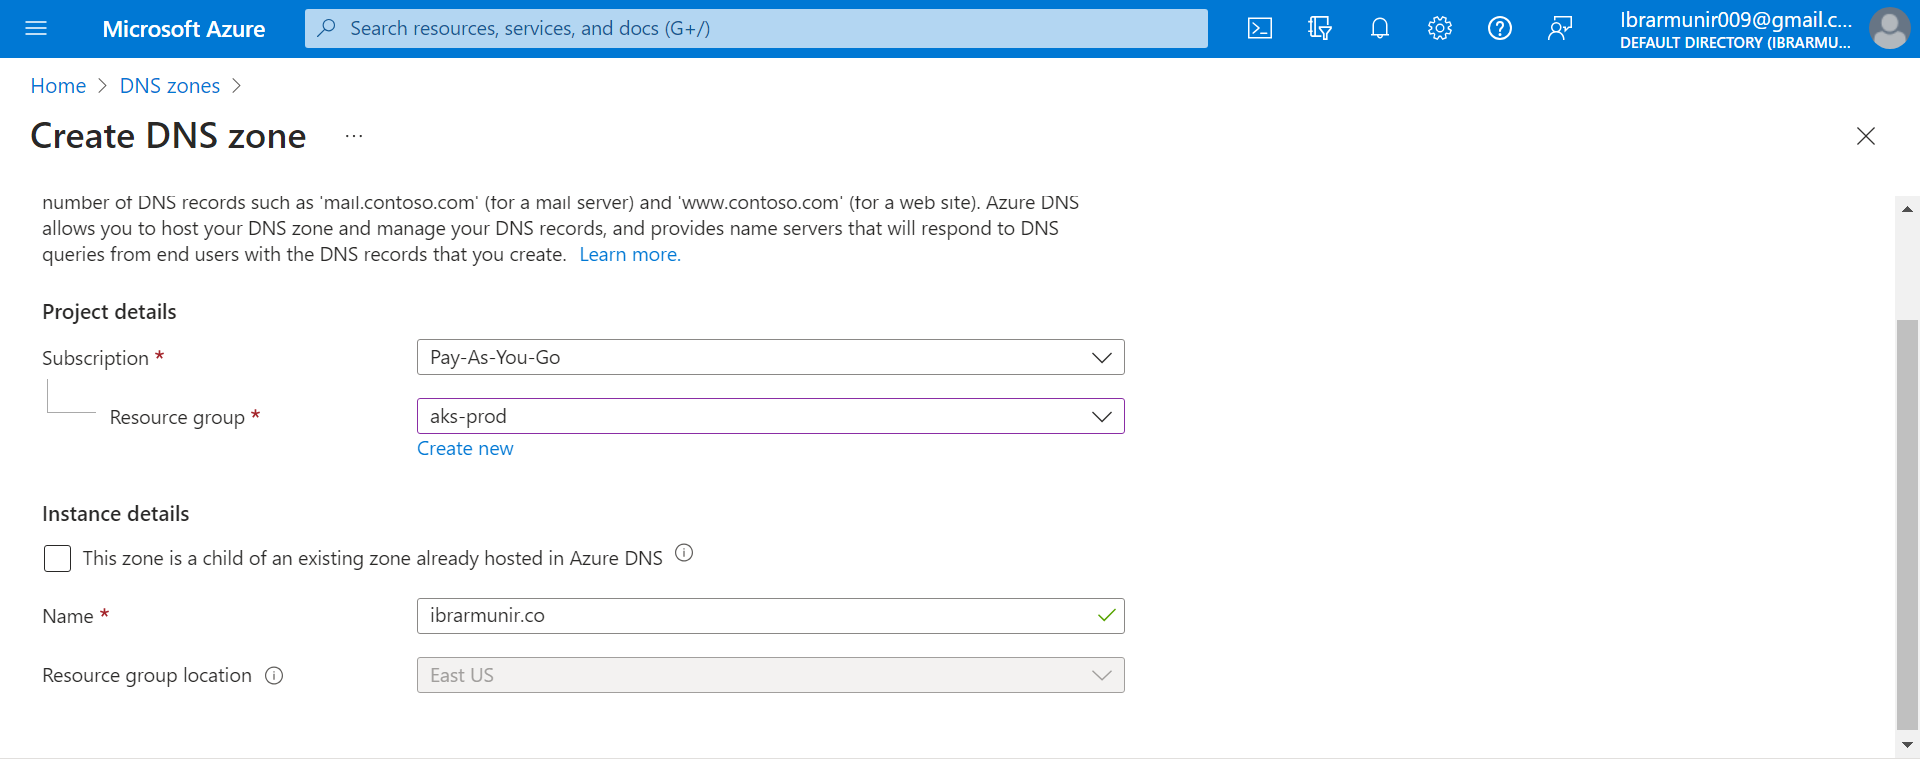 Microsoft Azure
Search resources, services, and docs (G+/)
Ibrarmunir009@gmail.c...
DEFAULT DIRECTORY (IBRARMU...
Home > DNS zones >
Create DNS zone ...
number of DNS records such as 'mail.contoso.com' (for a mail server) and 'www.contoso.com' (for a web site). Azure DNS
allows you to host your DNS zone and manage your DNS records, and provides name servers that will respond to DNS
queries from end users with the DNS records that you create. Learn more.
Project details
Subscription * Pay-As-You-Go
Resource group * aks-prod
Create new
Instance details
This zone is a child of an existing zone already hosted in Azure DNS
Name * ibrarmunir.co
Resource group location East US